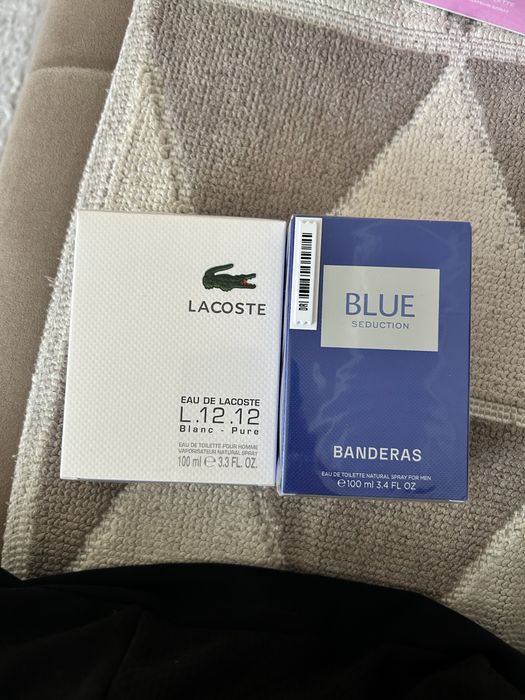 LACOSTE
EAU DE LACOSTE
L.12.12
Blanc - Pure
EAU DE TOILETTE POUR HOMME
VAPORISATEUR NATURAL SPRAY
100 ml ℮ 3.3 FL. OZ.
DRI
BLUE
SEDUCTION
BANDERAS
EAU DE TOILETTE NATURAL SPRAY FOR MEN
℮100 ml 3.4 FL OZ